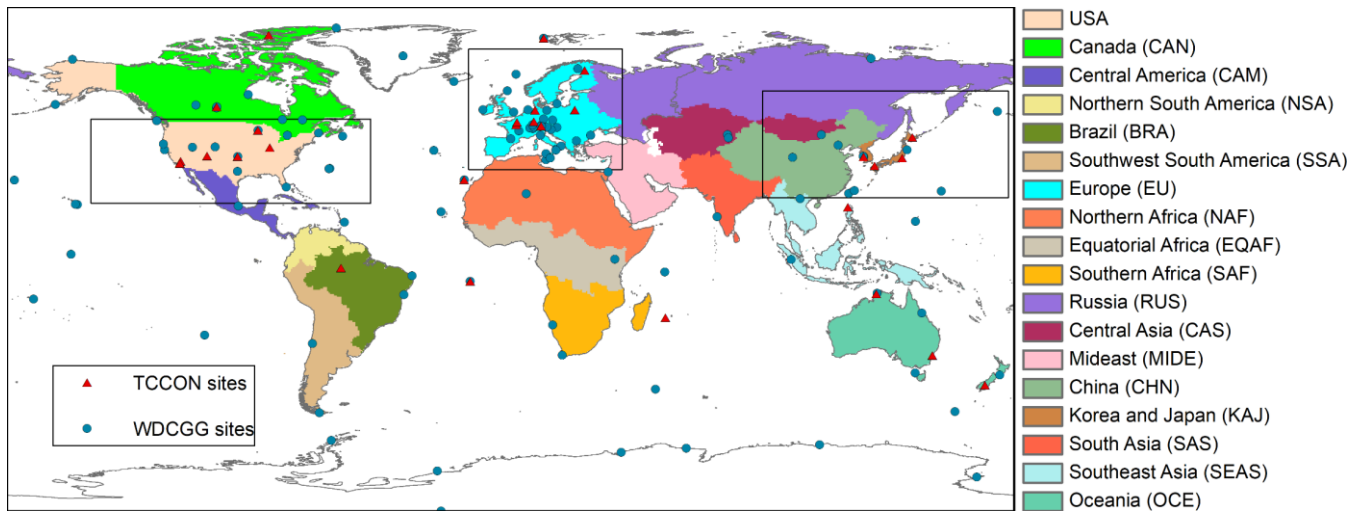 TCCON sites
WDCGG sites
USA
Canada (CAN)
Central America (CAM)
Northern South America (NSA)
Brazil (BRA)
Southwest South America (SSA)
Europe (EU)
Northern Africa (NAF)
Equatorial Africa (EQAF)
Southern Africa (SAF)
Russia (RUS)
Central Asia (CAS)
Mideast (MIDE)
China (CHN)
Korea and Japan (KAJ)
South Asia (SAS)
Southeast Asia (SEAS)
Oceania (OCE)